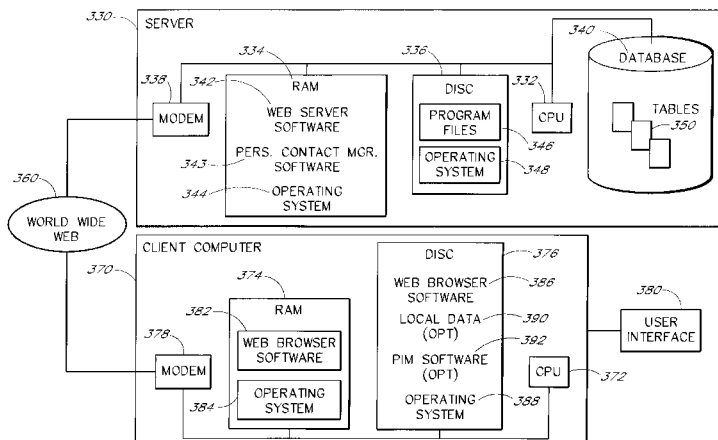 330
SERVER
334
336
340
DATABASE
338
342
RAM
DISC
332
MODEM
WEB SERVER
SOFTWARE
PROGRAM
FILES
CPU
TABLES
350
343
PERS. CONTACT MGR.
SOFTWARE
346
344
OPERATING
SYSTEM
OPERATING
SYSTEM
348
360
WORLD WIDE
WEB
CLIENT COMPUTER
370
374
DISC
376
382
RAM
WEB BROWSER
SOFTWARE
386
380
378
WEB BROWSER
SOFTWARE
LOCAL DATA
(OPT)
390
USER
INTERFACE
392
MODEM
PIM SOFTWARE
(OPT)
CPU
372
384
OPERATING
SYSTEM
OPERATING
SYSTEM
388